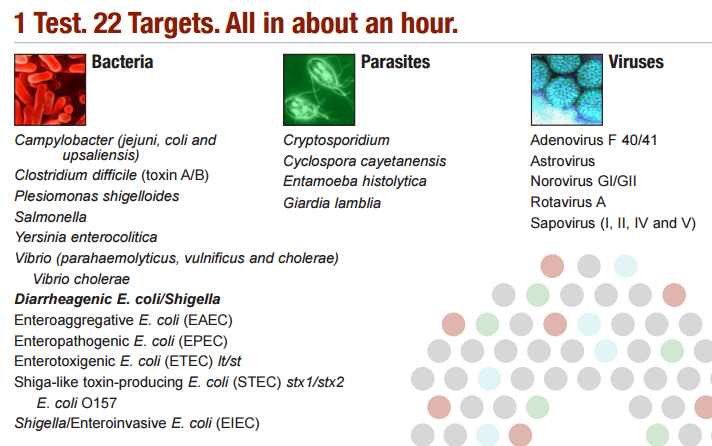 1 Test. 22 Targets. All in about an hour.
Bacteria
Campylobacter (jejuni, coli and
upsaliensis)
Clostridium difficile (toxin A/B)
Plesiomonas shigelloides
Salmonella
Yersinia enterocolitica
Vibrio (parahaemolyticus, vulnificus and cholerae)
Vibrio cholerae
Diarrheagenic E. coli/Shigella
Enteroaggregative E. coli (EAEC)
Enteropathogenic E. coli (EPEC)
Enterotoxigenic E. coli (ETEC) lt/st
Shiga-like toxin-producing E. coli (STEC) stx1/stx2
E. coli O157
Shigella/Enteroinvasive E. coli (EIEC)
Parasites
Cryptosporidium
Cyclospora cayetanensis
Entamoeba histolytica
Giardia lamblia
Viruses
Adenovirus F 40/41
Astrovirus
Norovirus GI/GII
Rotavirus A
Sapovirus (I, II, IV and V)